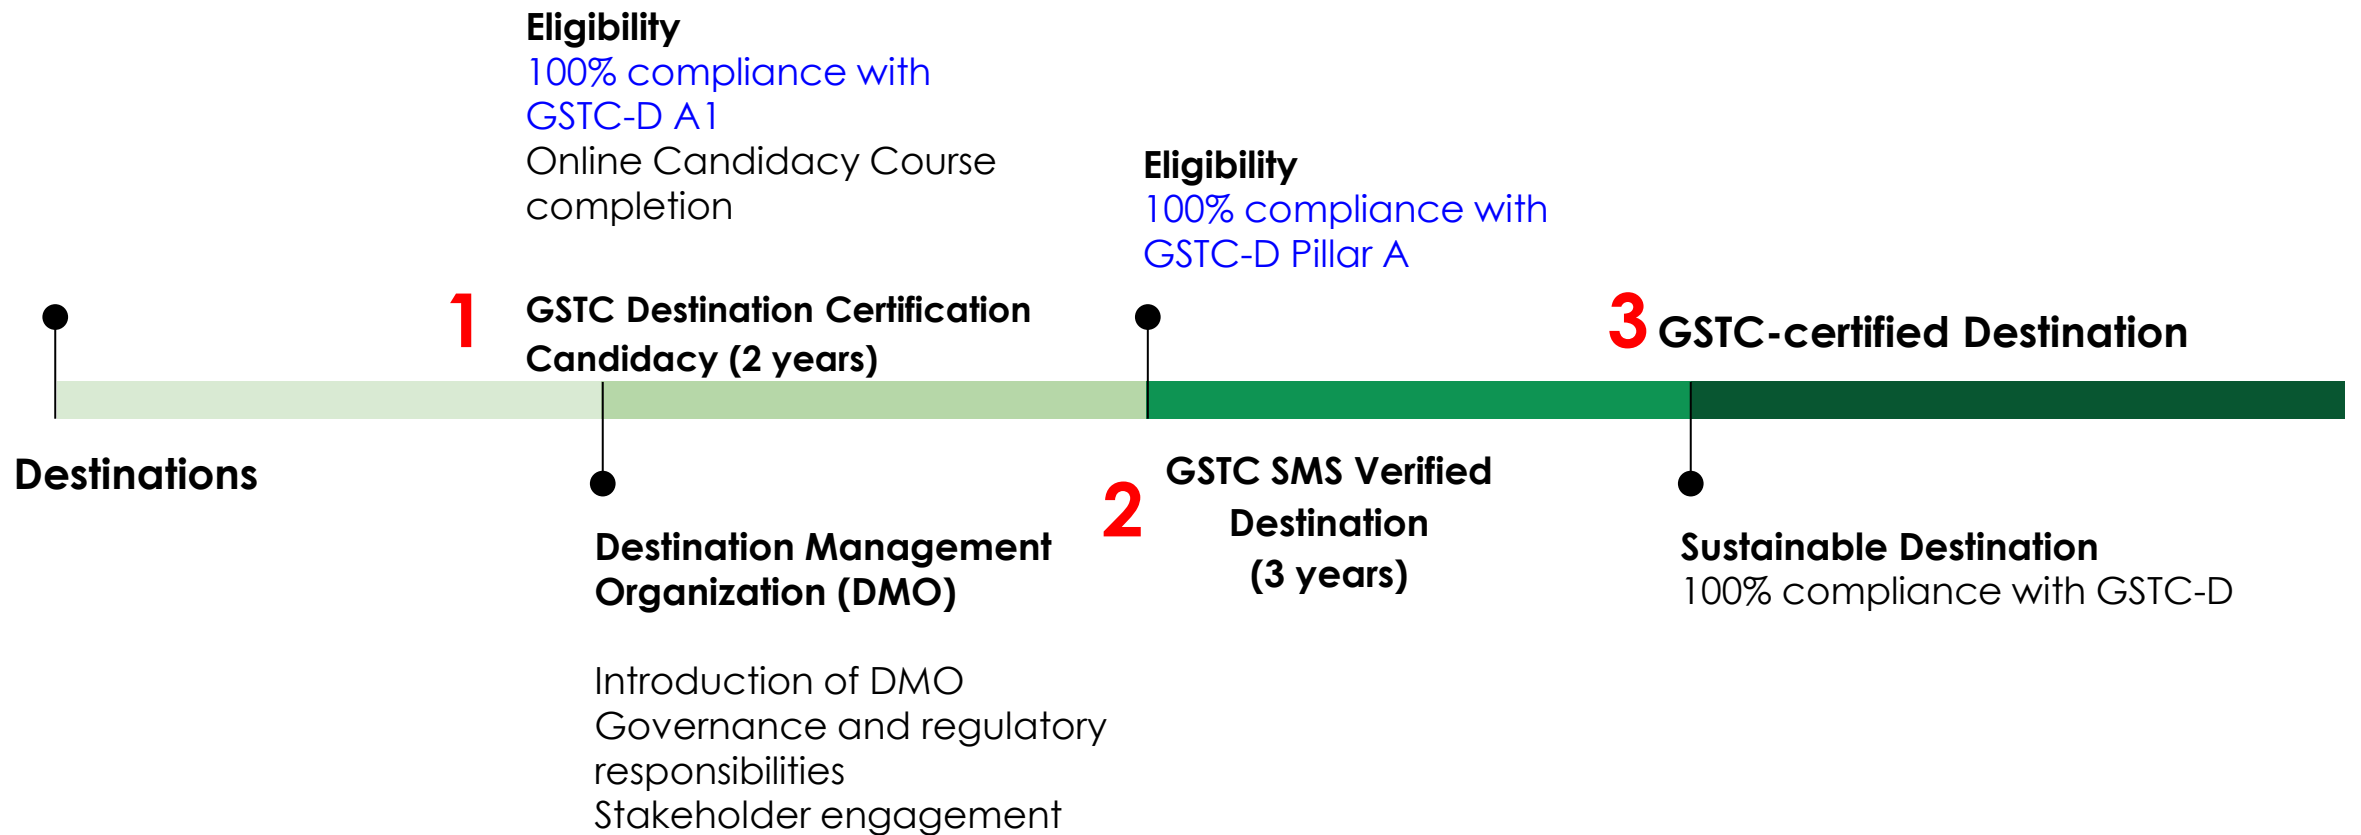 Eligibility
100% compliance with
GSTC-D A1
Online Candidacy Course
completion
Eligibility
100% compliance with
GSTC-D Pillar A
1
GSTC Destination Certification
Candidacy (2 years)
3 GSTC-certified Destination
Destinations
2
GSTC SMS Verified
Destination
(3 years)
Destination Management
Organization (DMO)
Introduction of DMO
Governance and regulatory
responsibilities
Stakeholder engagement
Sustainable Destination
100% compliance with GSTC-D